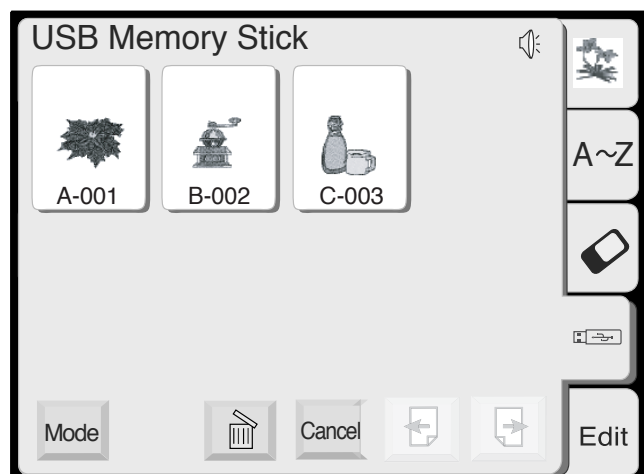 USB Memory Stick
A-001
B-002
C-003
A~Z
Mode
Cancel
Edit